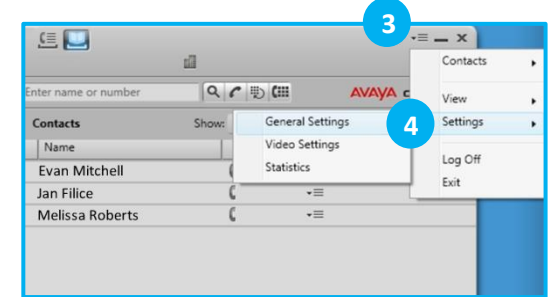 3
Contacts
Enter name or number
AVAYA
View
Contacts
Show:
General Settings
4
Settings
Name
Video Settings
Evan Mitchell
Statistics
Log Off
Jan Filice
Exit
Melissa Roberts